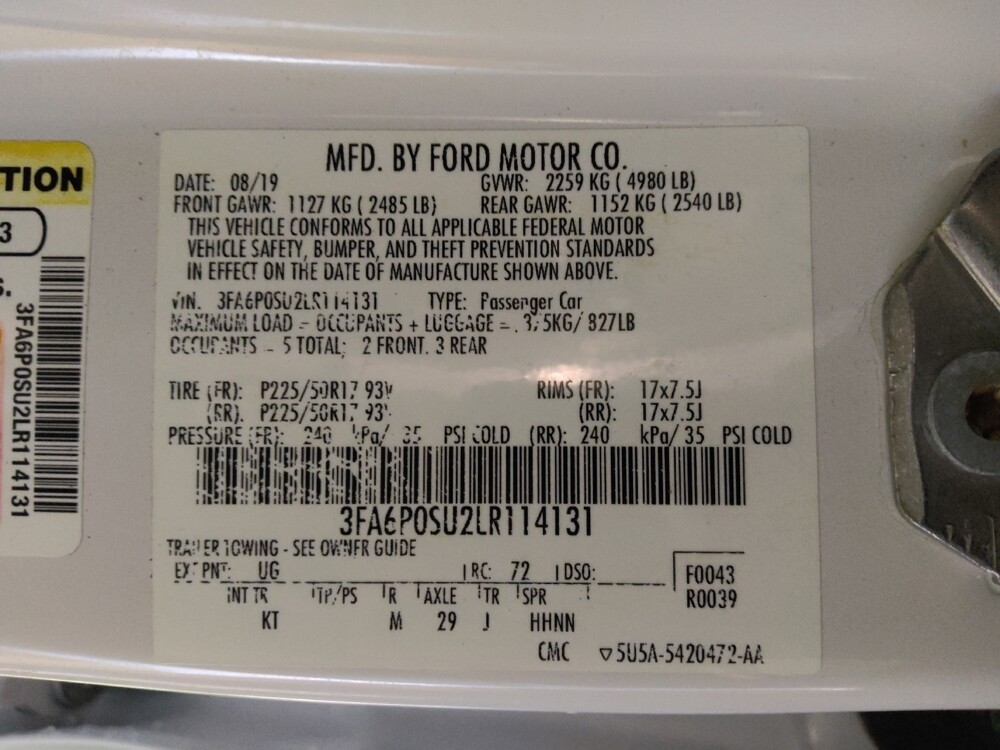 MFD. BY FORD MOTOR CO.
DATE: 08/19 GVWR: 2259 KG ( 4980 LB)
FRONT GAWR: 1127 KG ( 2485 LB) REAR GAWR: 1152 KG ( 2540 LB)
THIS VEHICLE CONFORMS TO ALL APPLICABLE FEDERAL MOTOR
VEHICLE SAFETY, BUMPER, AND THEFT PREVENTION STANDARDS
IN EFFECT ON THE DATE OF MANUFACTURE SHOWN ABOVE.
VIN: 3FA6P0SU2LR114131 TYPE: Passenger Car
MAXIMUM LOAD = OCCUPANTS + LUGGAGE = 375KG/ 827LB
OCCUPANTS - 5 TOTAL; 2 FRONT. 3 REAR
TIRE (FR): P225/50R17 93V RIMS (FR): 17x7.5J
(RR): P225/50R17 93V (RR): 17x7.5J
PRESSURE (FR): 240 kPa/ 35 PSI COLD (RR): 240 kPa/ 35 PSI COLD
3FA6P0SU2LR114131
TRAILER TOWING - SEE OWNER GUIDE
EXT PNT: UG RC: 72 DSO: F0043
INT TR TP/PS R AXLE TR SPR R0039
KT M 29 J HHNN
CMC ▽5U5A-5420472-AA
TION
3
S.
3FA6P0SU2LR114131